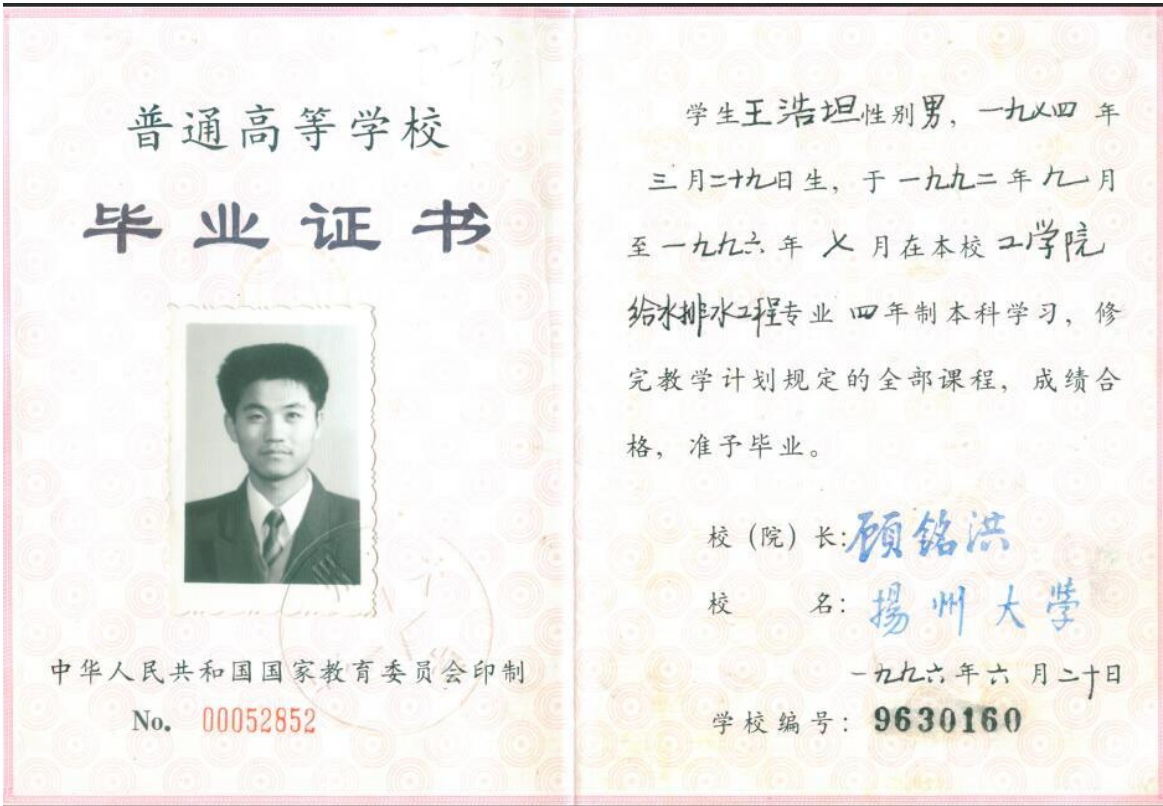 普通高等学校
毕业证书
中华人民共和国国家教育委员会印制
No. 00052852
学生王浩坦性别男，一九七四年
三月二十九日生，于一九九二年九月
至一九九六年七月在本校工学院
给水排水工程专业四年制本科学习，修
完教学计划规定的全部课程，成绩合
格，准予毕业。
校（院）长：顾铭洪
校 名：揚州大學
一九九六年六月二十日
学校编号：9630160